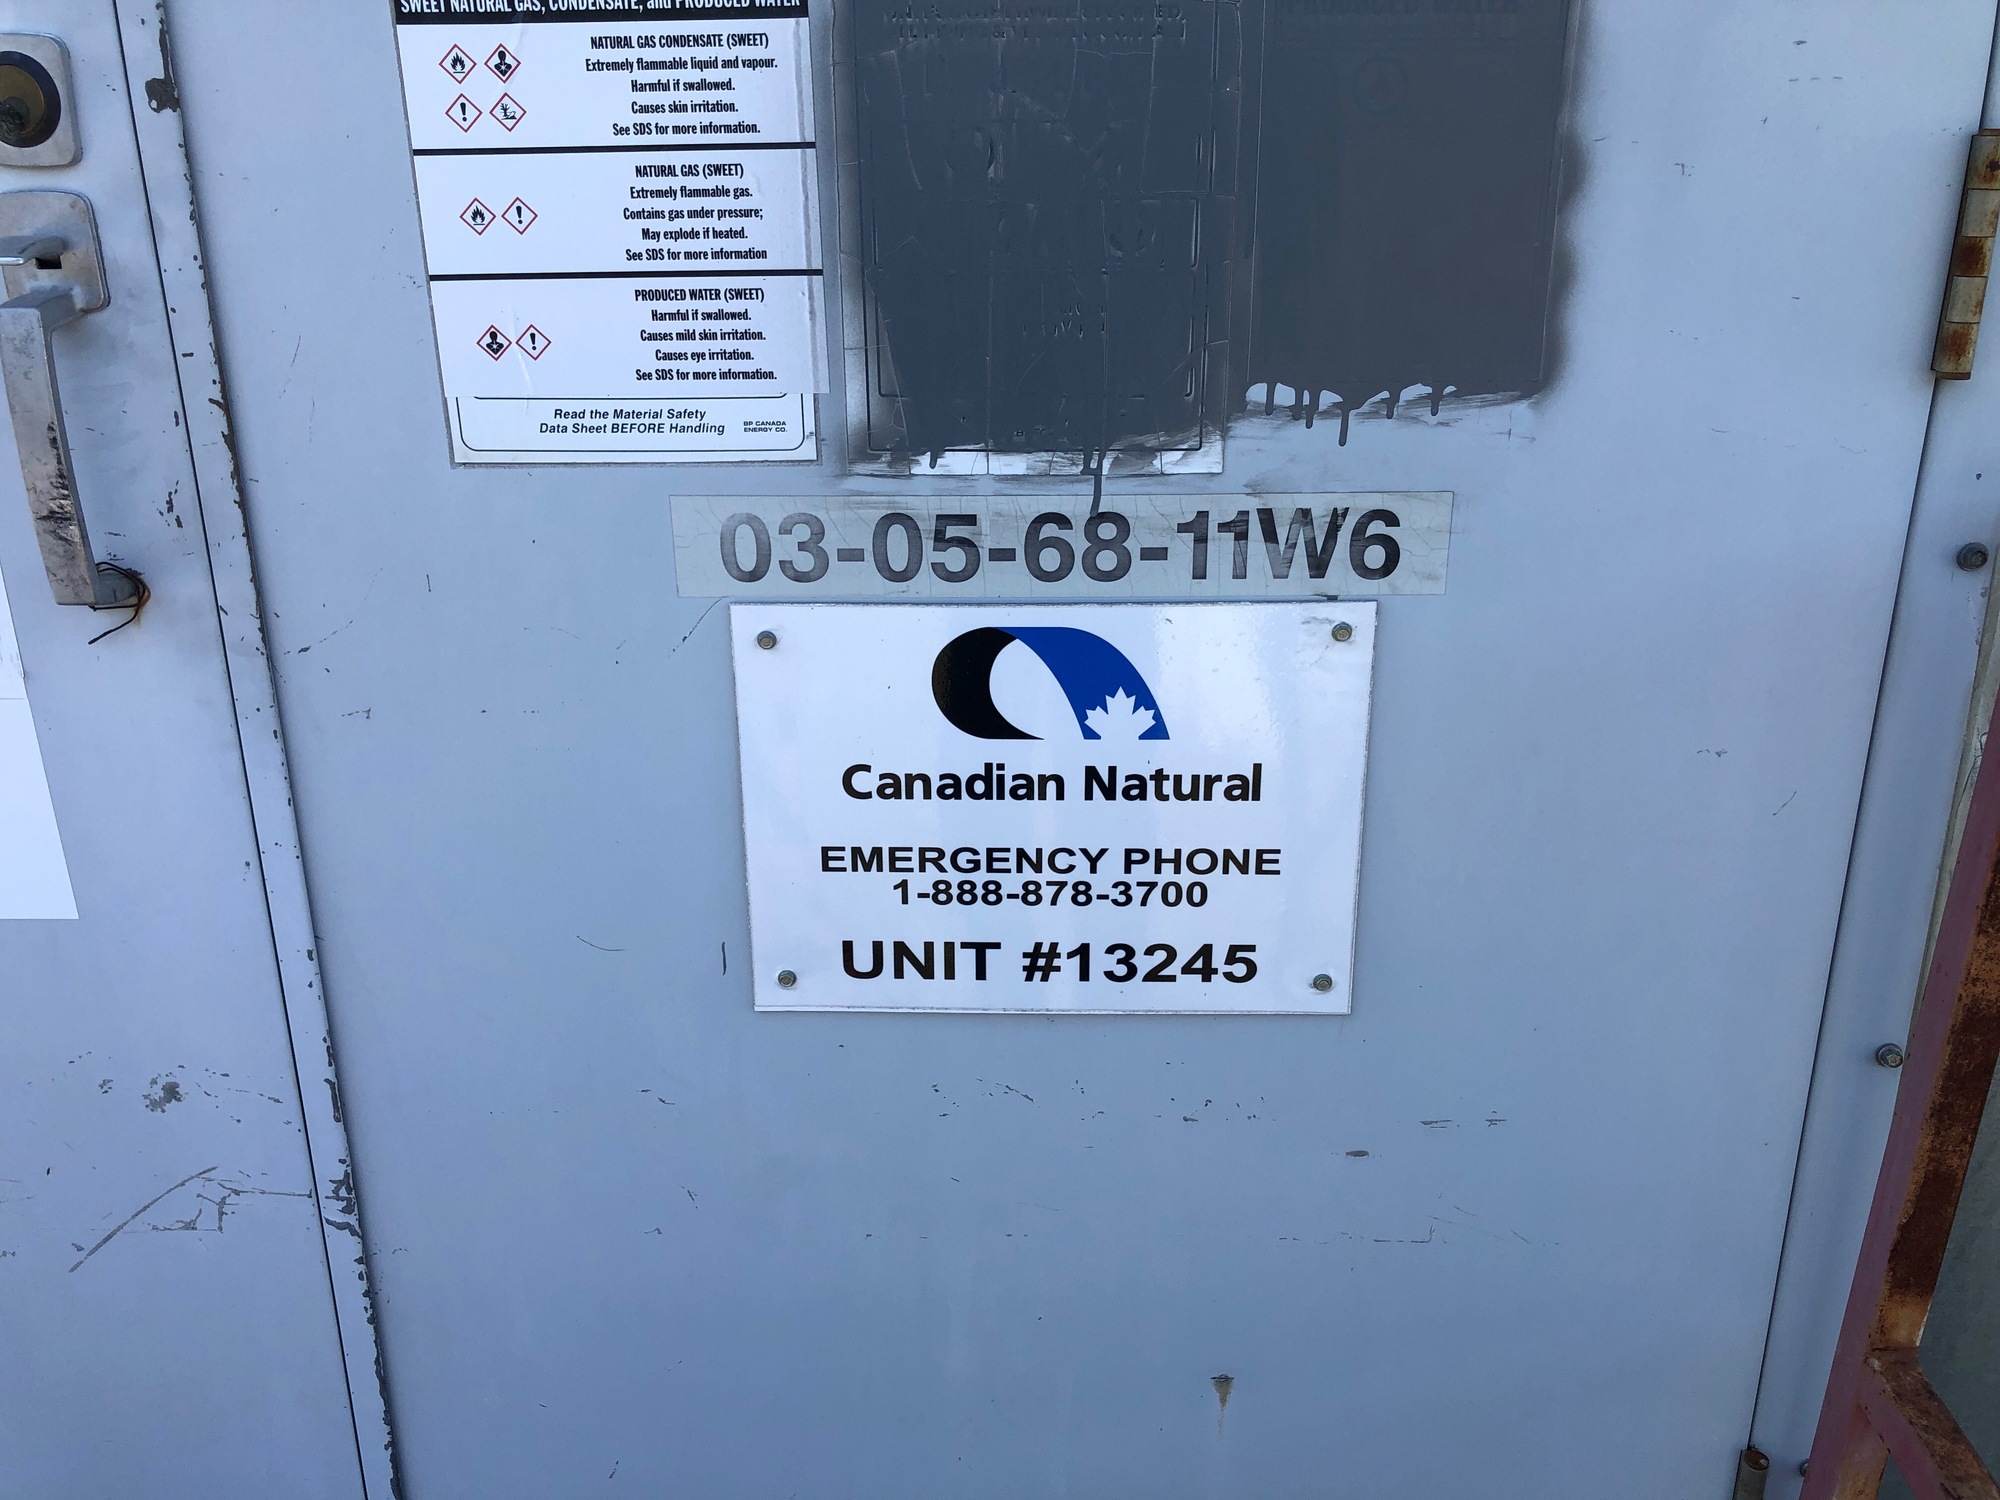 SWEET NATURAL GAS, CONDENSATE, and PRODUCED WATER
NATURAL GAS CONDENSATE (SWEET)
Extremely flammable liquid and vapour.
Harmful if swallowed.
Causes skin irritation.
See SDS for more information.
NATURAL GAS (SWEET)
Extremely flammable gas.
Contains gas under pressure;
May explode if heated.
See SDS for more information
PRODUCED WATER (SWEET)
Harmful if swallowed.
Causes mild skin irritation.
Causes eye irritation.
See SDS for more information.
Read the Material Safety
Data Sheet BEFORE Handling
BP CANADA
ENERGY CO.
03-05-68-11W6
Canadian Natural
EMERGENCY PHONE
1-888-878-3700
UNIT #13245